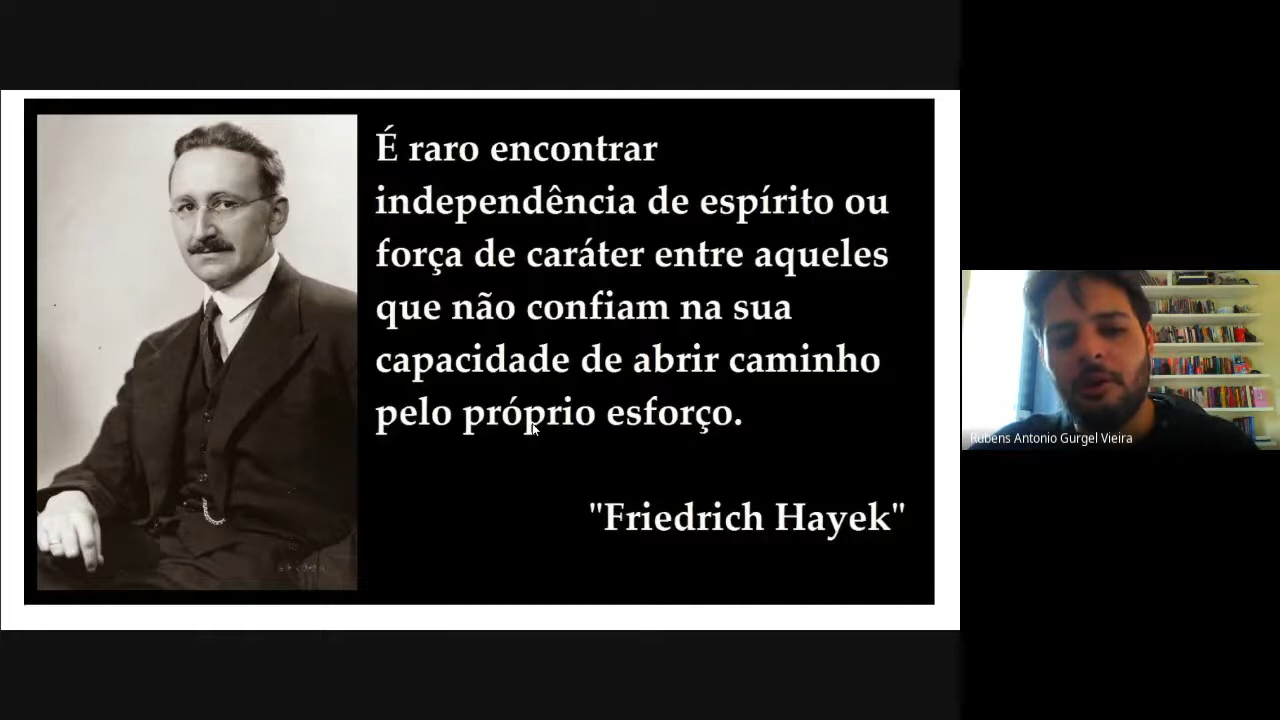 É raro encontrar
independência de espírito ou
força de caráter entre aqueles
que não confiam na sua
capacidade de abrir caminho
pelo próprio esforço.
"Friedrich Hayek"
Rubens Antonio Gurgel Vieira